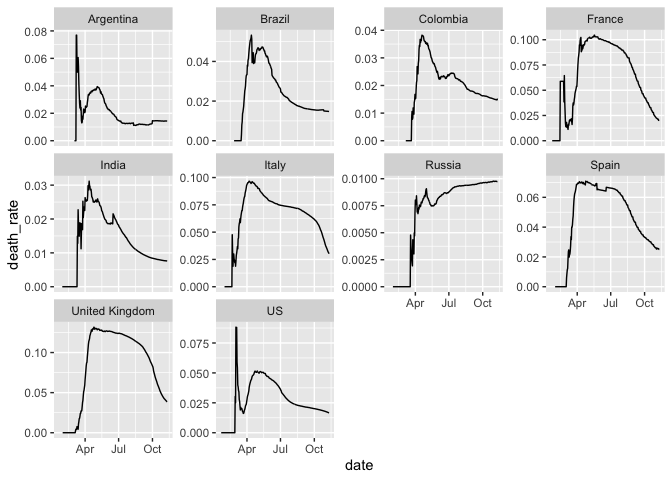 Argentina
Brazil
Colombia
France
0.08
0.06
0.04
0.02
0.00
0.04
0.02
0.00
0.04
0.03
0.02
0.01
0.00
0.100
0.075
0.050
0.025
0.000
India
Italy
Russia
Spain
0.03
0.02
0.01
0.00
0.100
0.075
0.050
0.025
0.000
0.0100
0.0075
0.0050
0.0025
0.0000
0.06
0.04
0.02
0.00
Apr Jul Oct
Apr Jul Oct
United Kingdom
US
0.10
0.05
0.00
0.075
0.050
0.025
0.000
Apr Jul Oct
Apr Jul Oct
death_rate
date